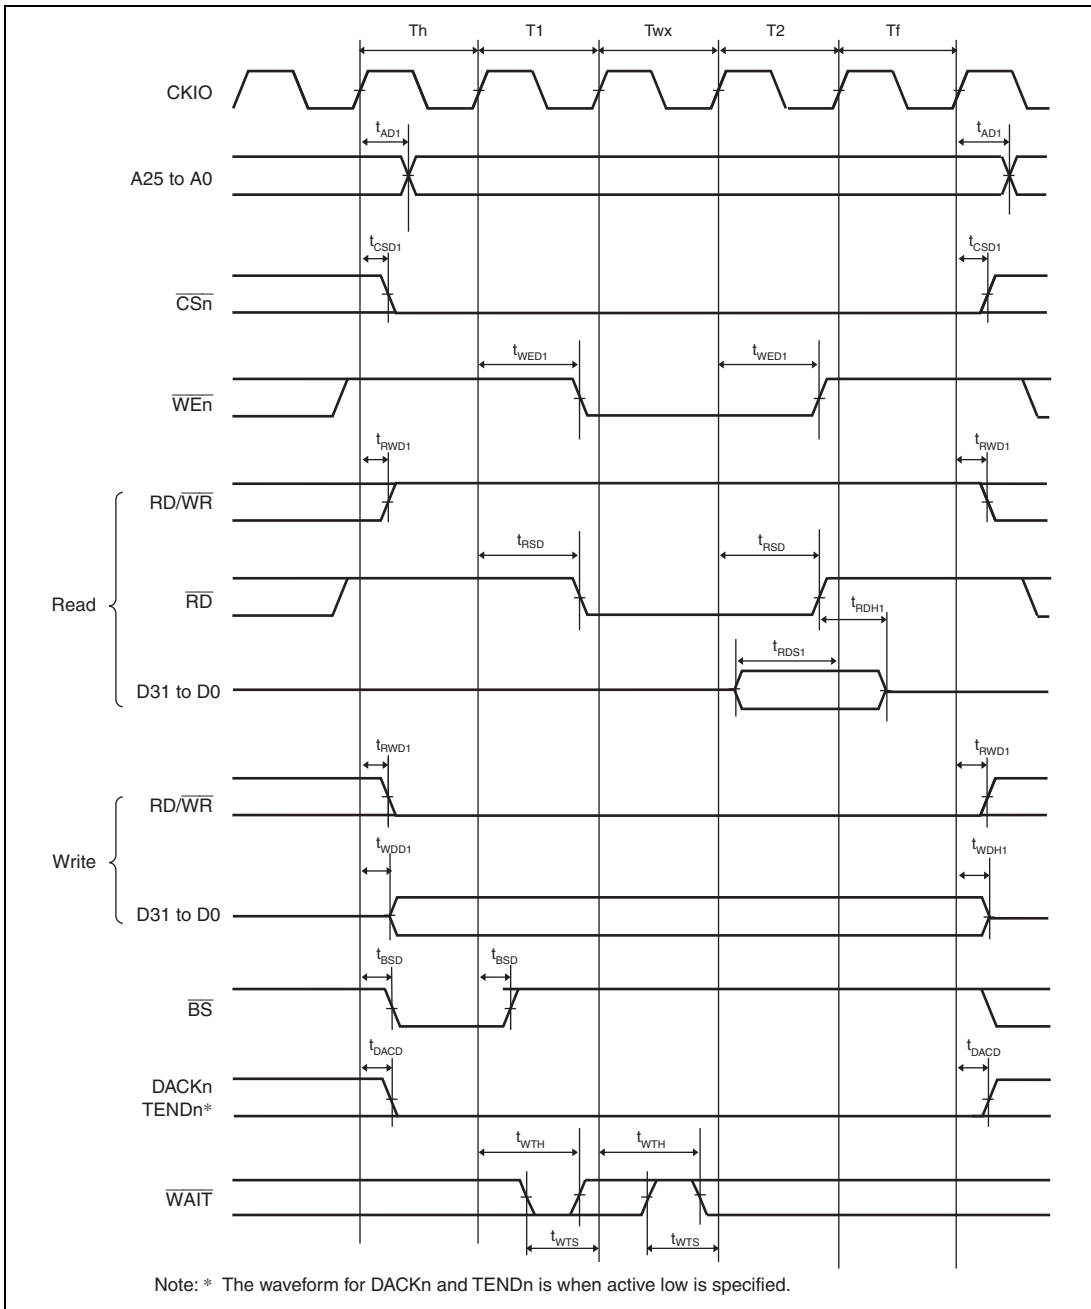 Th T1 Twx T2 Tf
CKIO
tAD1 tAD1
A25 to A0
tCSD1 tCSD1
CSn
tWED1 tWED1
WEn
tRWD1 tRWD1
RD/WR
tRSD tRSD
Read
RD
tRDH1
tRDS1
D31 to D0
tRWD1 tRWD1
RD/WR
Write
tWDD1 tWDH1
D31 to D0
tBSD tBSD
BS
tDACD tDACD
DACKn
TENDn*
tWTH tWTH
WAIT
tWTS tWTS
Note: * The waveform for DACKn and TENDn is when active low is specified.